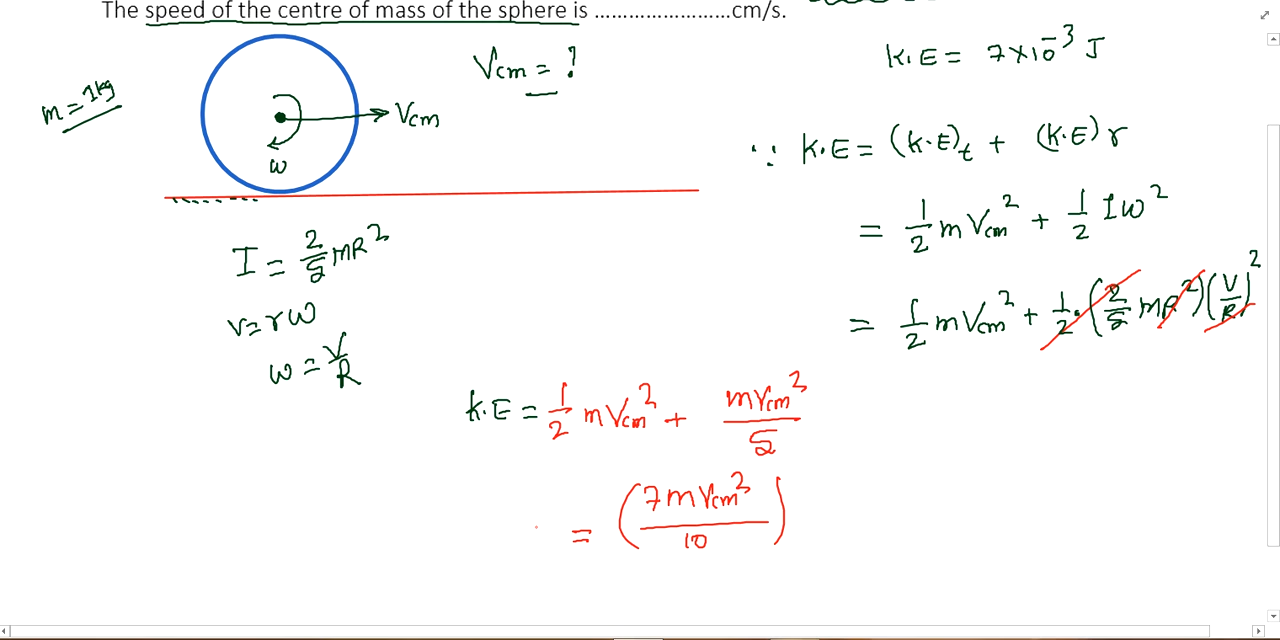 The speed of the centre of mass of the sphere is ........................cm/s.
m = 1kg
Vcm = ?
Vcm
ω
K.E = 7×10⁻³ J
∵ K.E = (K.E)t + (K.E)r
= 1/2 mVcm² + 1/2 Iω²
= 1/2 mVcm² + 1/2 · (2/5 mR²)(V/R)²
I = 2/5 mR²
v = rω
ω = V/R
K.E = 1/2 mVcm² + mVcm²/5
= (7mVcm²/10)